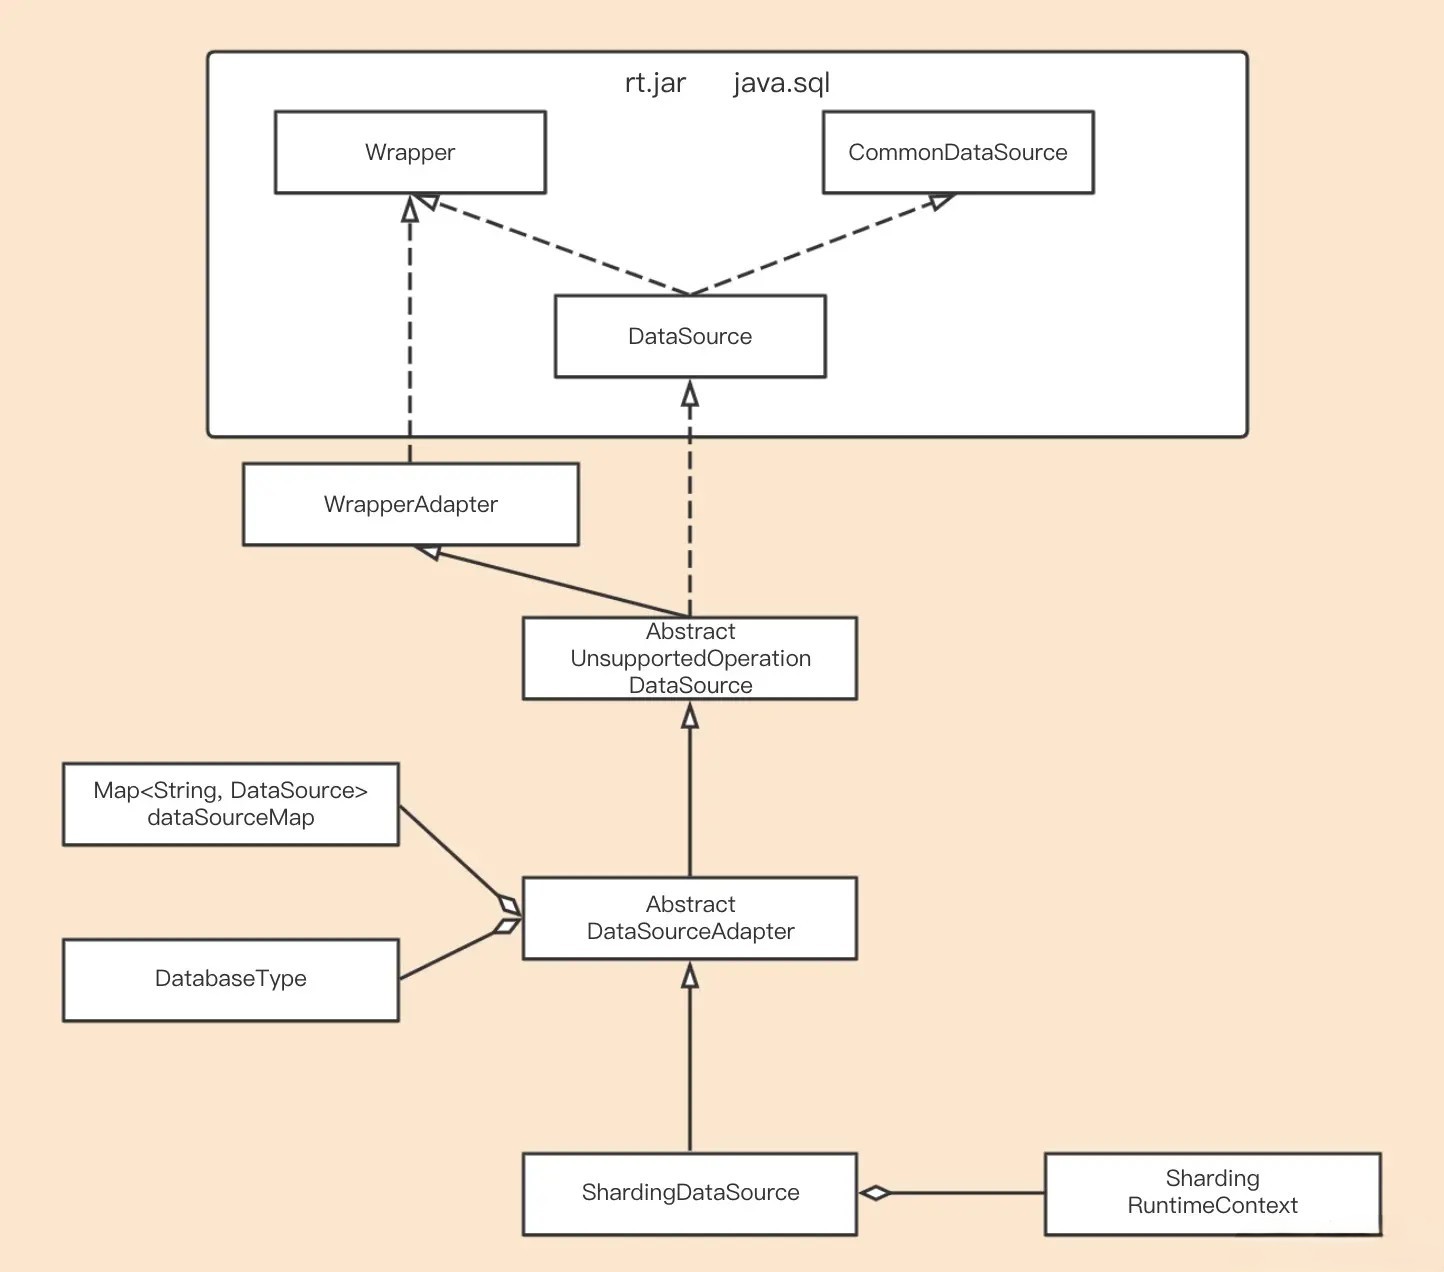 rt.jar java.sql
Wrapper
CommonDataSource
DataSource
WrapperAdapter
Abstract
UnsupportedOperation
DataSource
Map<String, DataSource>
dataSourceMap
Abstract
DataSourceAdapter
DatabaseType
ShardingDataSource
Sharding
RuntimeContext